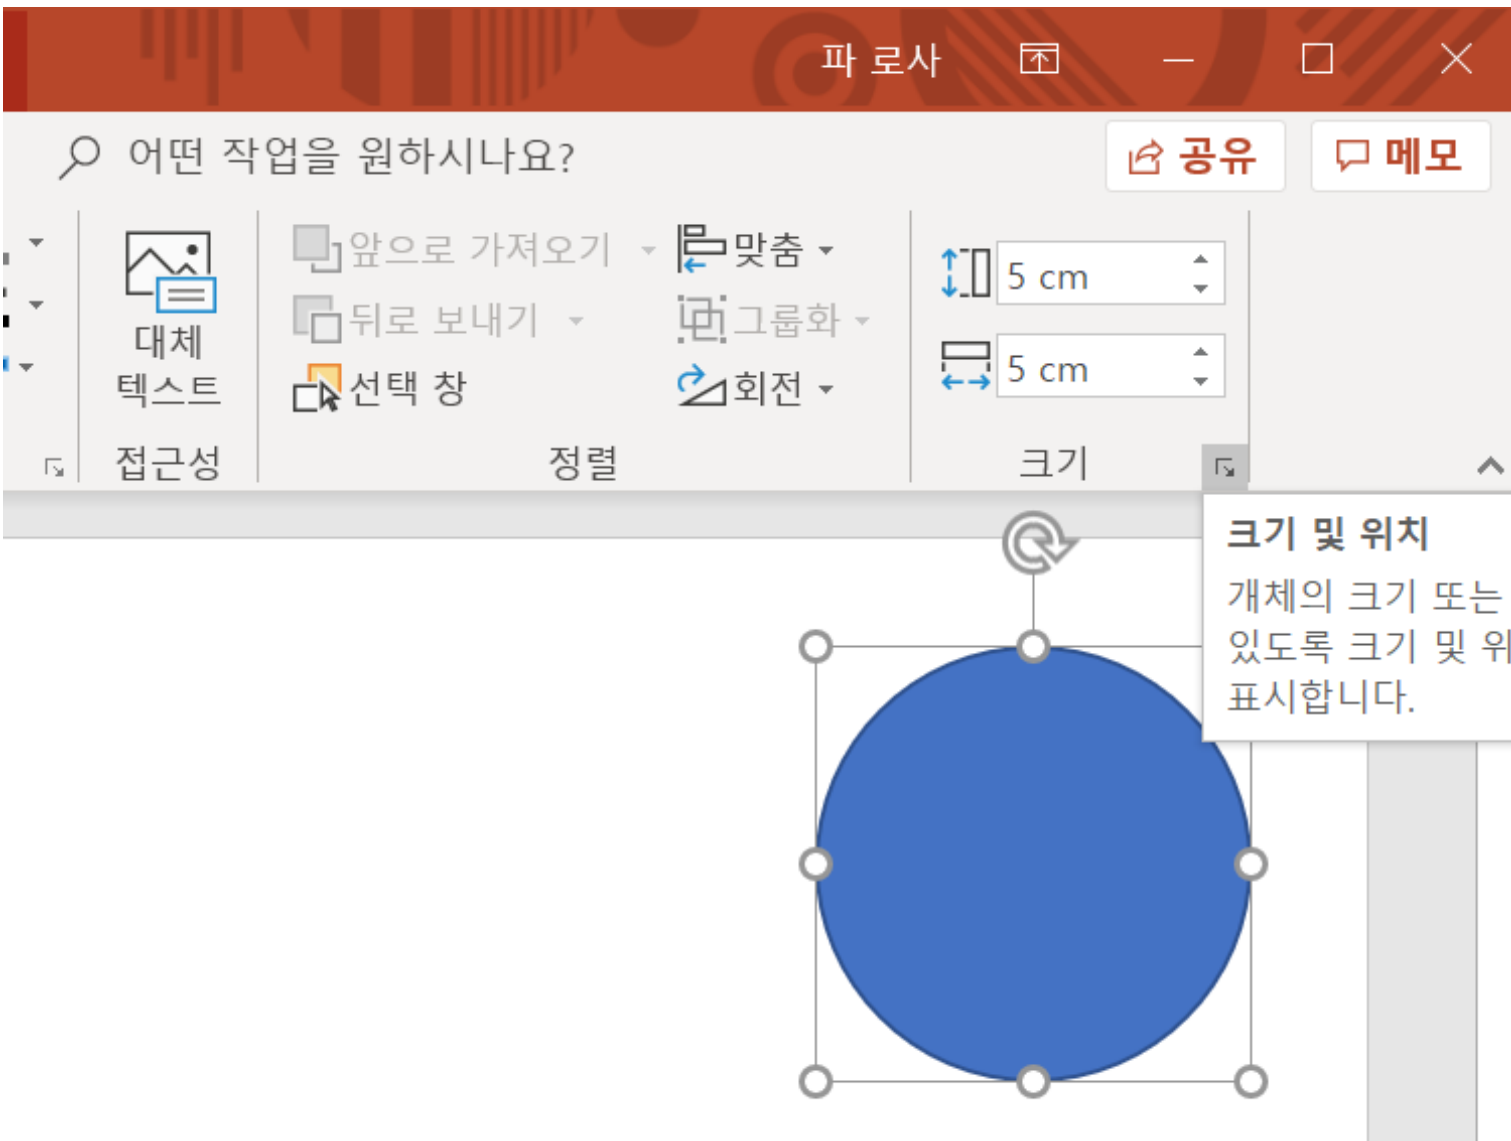 파 로사
어떤 작업을 원하시나요?
공유
메모
대체
텍스트
앞으로 가져오기
뒤로 보내기
선택 창
맞춤
그룹화
회전
5 cm
5 cm
접근성
정렬
크기
크기 및 위치
개체의 크기 또는
있도록 크기 및 위
표시합니다.